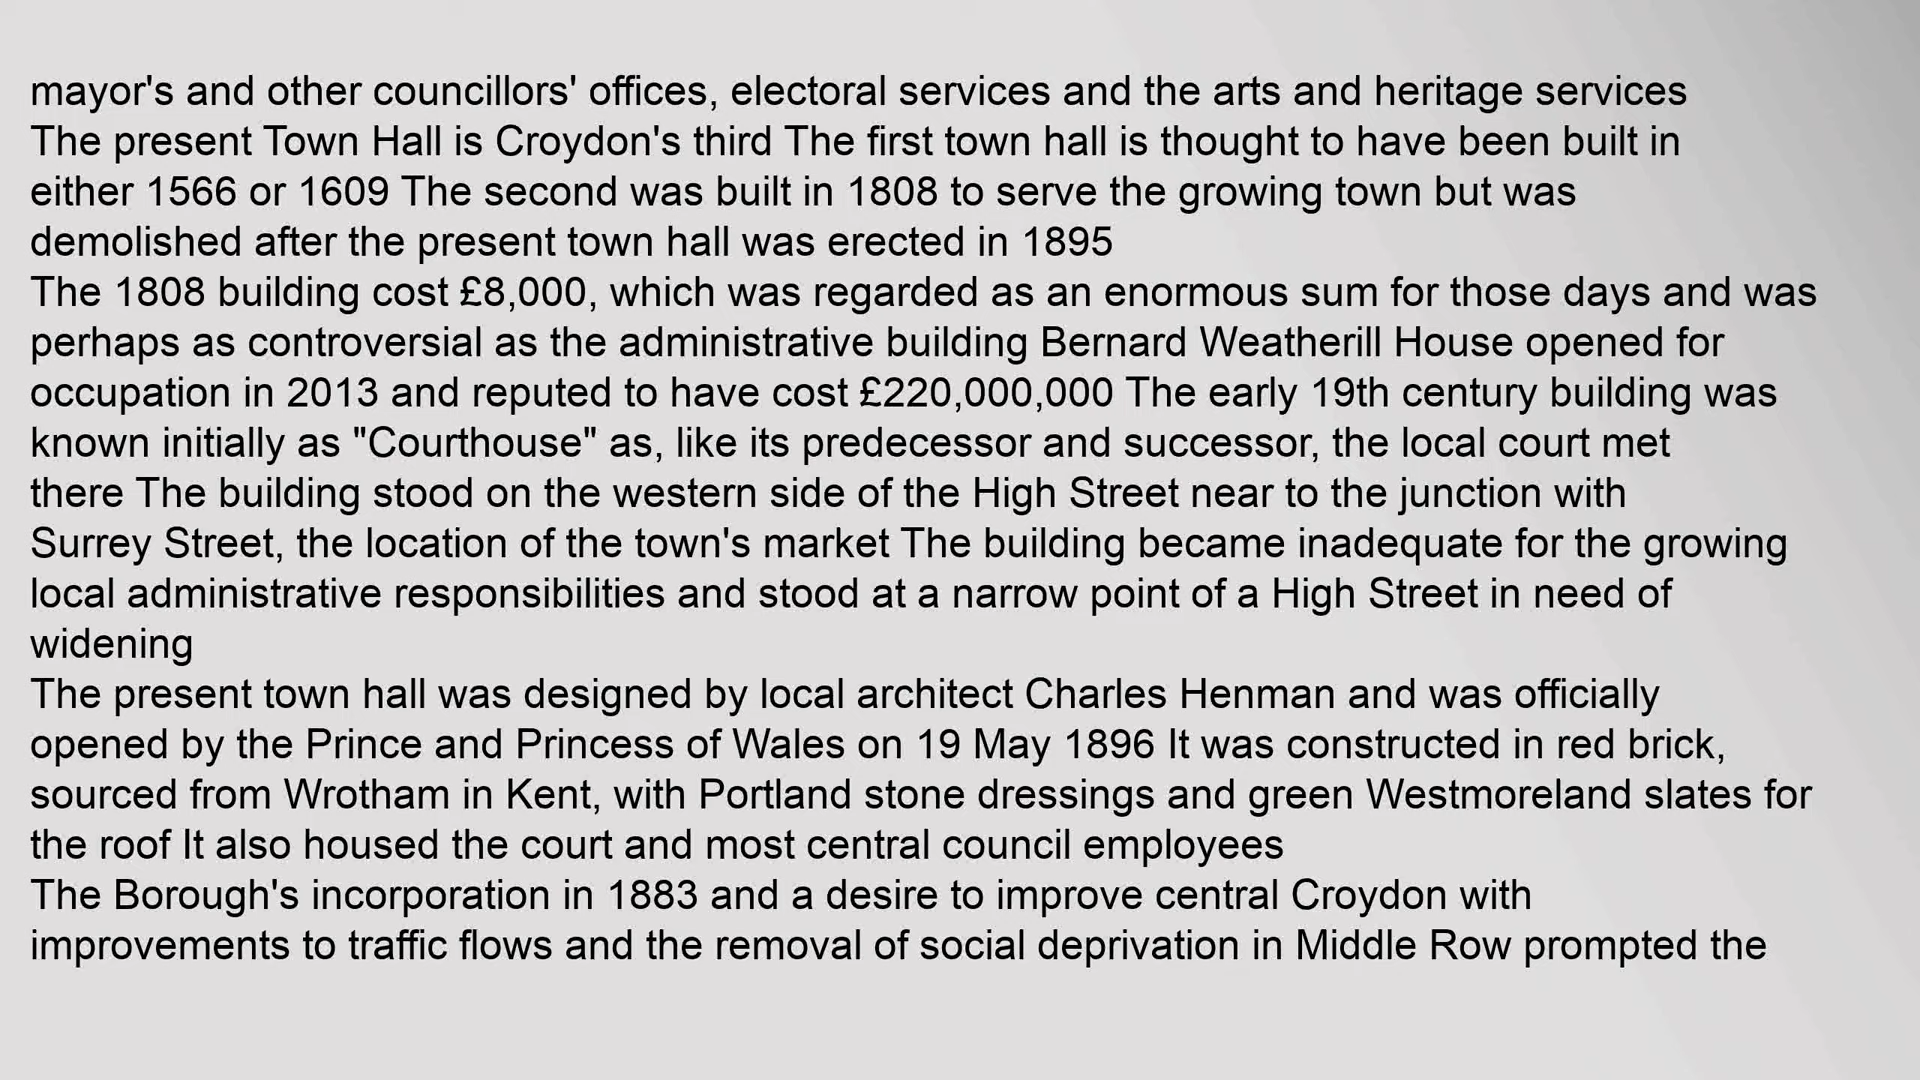 mayor's and other councillors' offices, electoral services and the arts and heritage services
The present Town Hall is Croydon's third The first town hall is thought to have been built in
either 1566 or 1609 The second was built in 1808 to serve the growing town but was
demolished after the present town hall was erected in 1895
The 1808 building cost £8,000, which was regarded as an enormous sum for those days and was
perhaps as controversial as the administrative building Bernard Weatherill House opened for
occupation in 2013 and reputed to have cost £220,000,000 The early 19th century building was
known initially as "Courthouse" as, like its predecessor and successor, the local court met
there The building stood on the western side of the High Street near to the junction with
Surrey Street, the location of the town's market The building became inadequate for the growing
local administrative responsibilities and stood at a narrow point of a High Street in need of
widening
The present town hall was designed by local architect Charles Henman and was officially
opened by the Prince and Princess of Wales on 19 May 1896 It was constructed in red brick,
sourced from Wrotham in Kent, with Portland stone dressings and green Westmoreland slates for
the roof It also housed the court and most central council employees
The Borough's incorporation in 1883 and a desire to improve central Croydon with
improvements to traffic flows and the removal of social deprivation in Middle Row prompted the